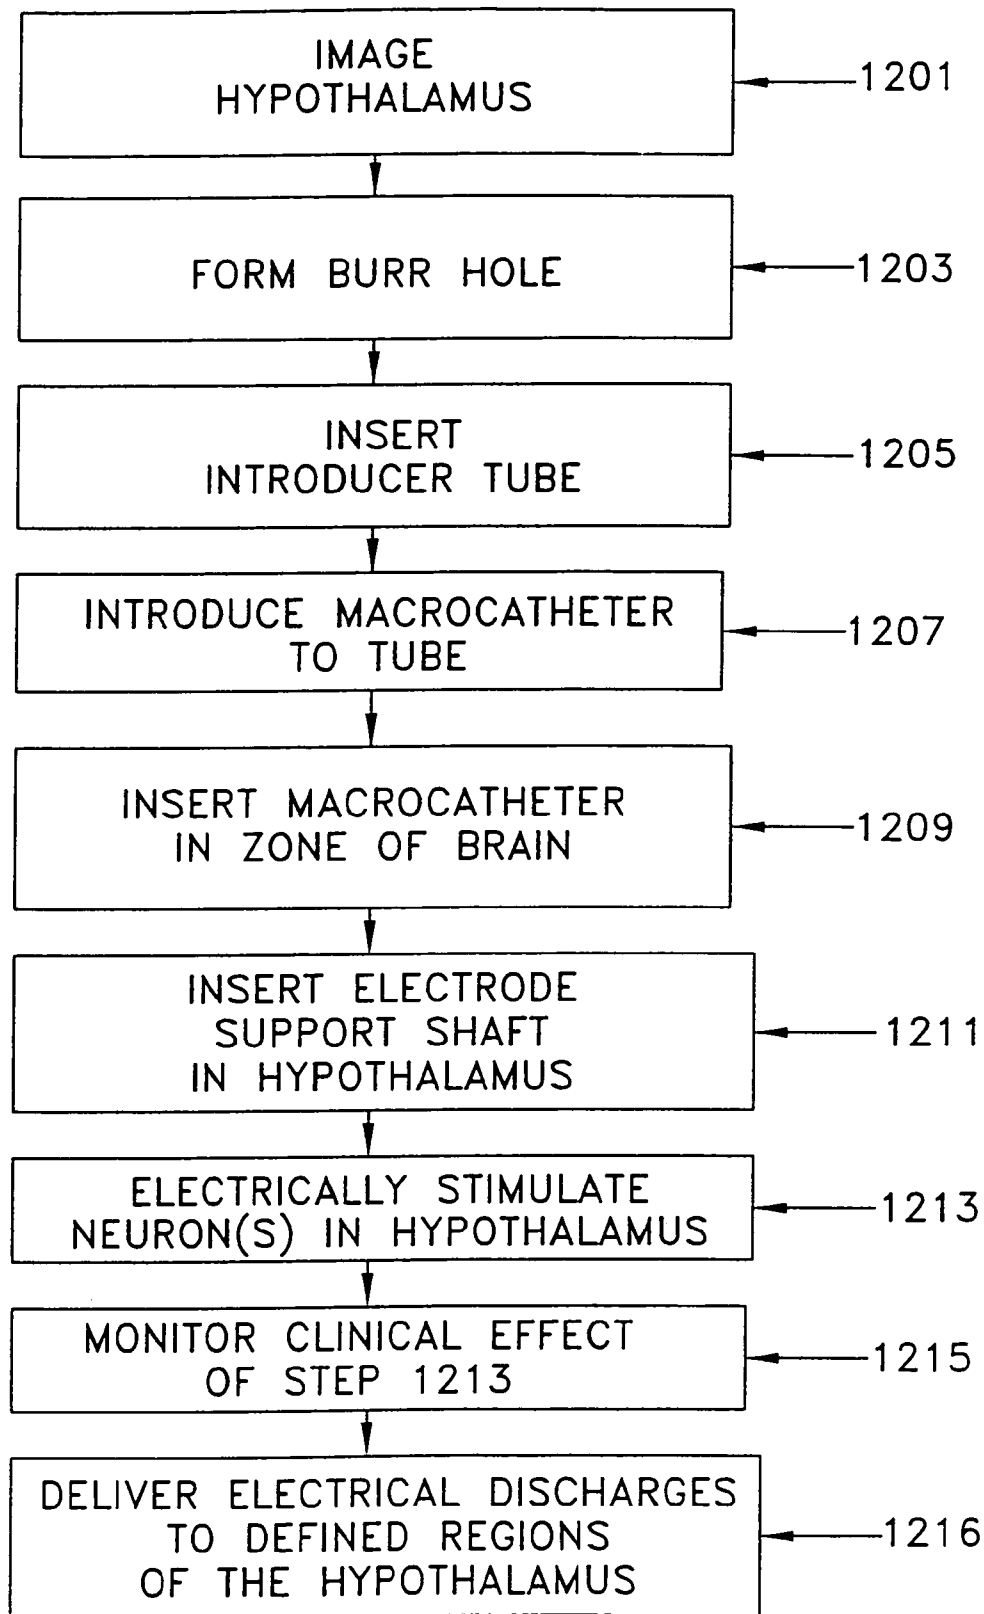 IMAGE
HYPOTHALAMUS
1201
FORM BURR HOLE
1203
INSERT
INTRODUCER TUBE
1205
INTRODUCE MACROCATHETER
TO TUBE
1207
INSERT MACROCATHETER
IN ZONE OF BRAIN
1209
INSERT ELECTRODE
SUPPORT SHAFT
IN HYPOTHALAMUS
1211
ELECTRICALLY STIMULATE
NEURON(S) IN HYPOTHALAMUS
1213
MONITOR CLINICAL EFFECT
OF STEP 1213
1215
DELIVER ELECTRICAL DISCHARGES
TO DEFINED REGIONS
OF THE HYPOTHALAMUS
1216